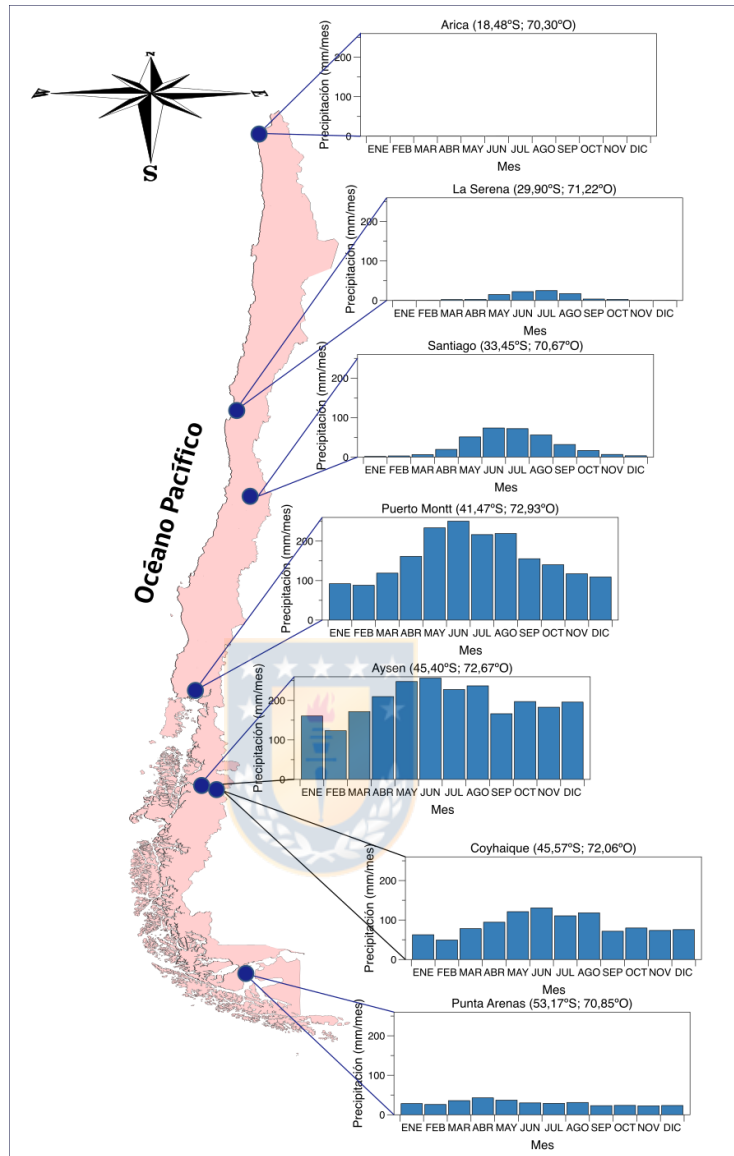 Arica (18,48ºS; 70,30ºO)
Precipitación (mm/mes)
200
100
0
ENE FEB MAR ABR MAY JUN JUL AGO SEP OCT NOV DIC
Mes
N
W
E
S
La Serena (29,90ºS; 71,22ºO)
Precipitación (mm/mes)
200
100
0
ENE FEB MAR ABR MAY JUN JUL AGO SEP OCT NOV DIC
Mes
Santiago (33,45ºS; 70,67ºO)
Precipitación (mm/mes)
200
100
0
ENE FEB MAR ABR MAY JUN JUL AGO SEP OCT NOV DIC
Mes
Océano Pacífico
Puerto Montt (41,47ºS; 72,93ºO)
Precipitación (mm/mes)
200
100
0
ENE FEB MAR ABR MAY JUN JUL AGO SEP OCT NOV DIC
Mes
Aysen (45,40ºS; 72,67ºO)
Precipitación (mm/mes)
200
100
0
ENE FEB MAR ABR MAY JUN JUL AGO SEP OCT NOV DIC
Mes
Coyhaique (45,57ºS; 72,06ºO)
Precipitación (mm/mes)
200
100
0
ENE FEB MAR ABR MAY JUN JUL AGO SEP OCT NOV DIC
Mes
Punta Arenas (53,17ºS; 70,85ºO)
Precipitación (mm/mes)
200
100
0
ENE FEB MAR ABR MAY JUN JUL AGO SEP OCT NOV DIC
Mes